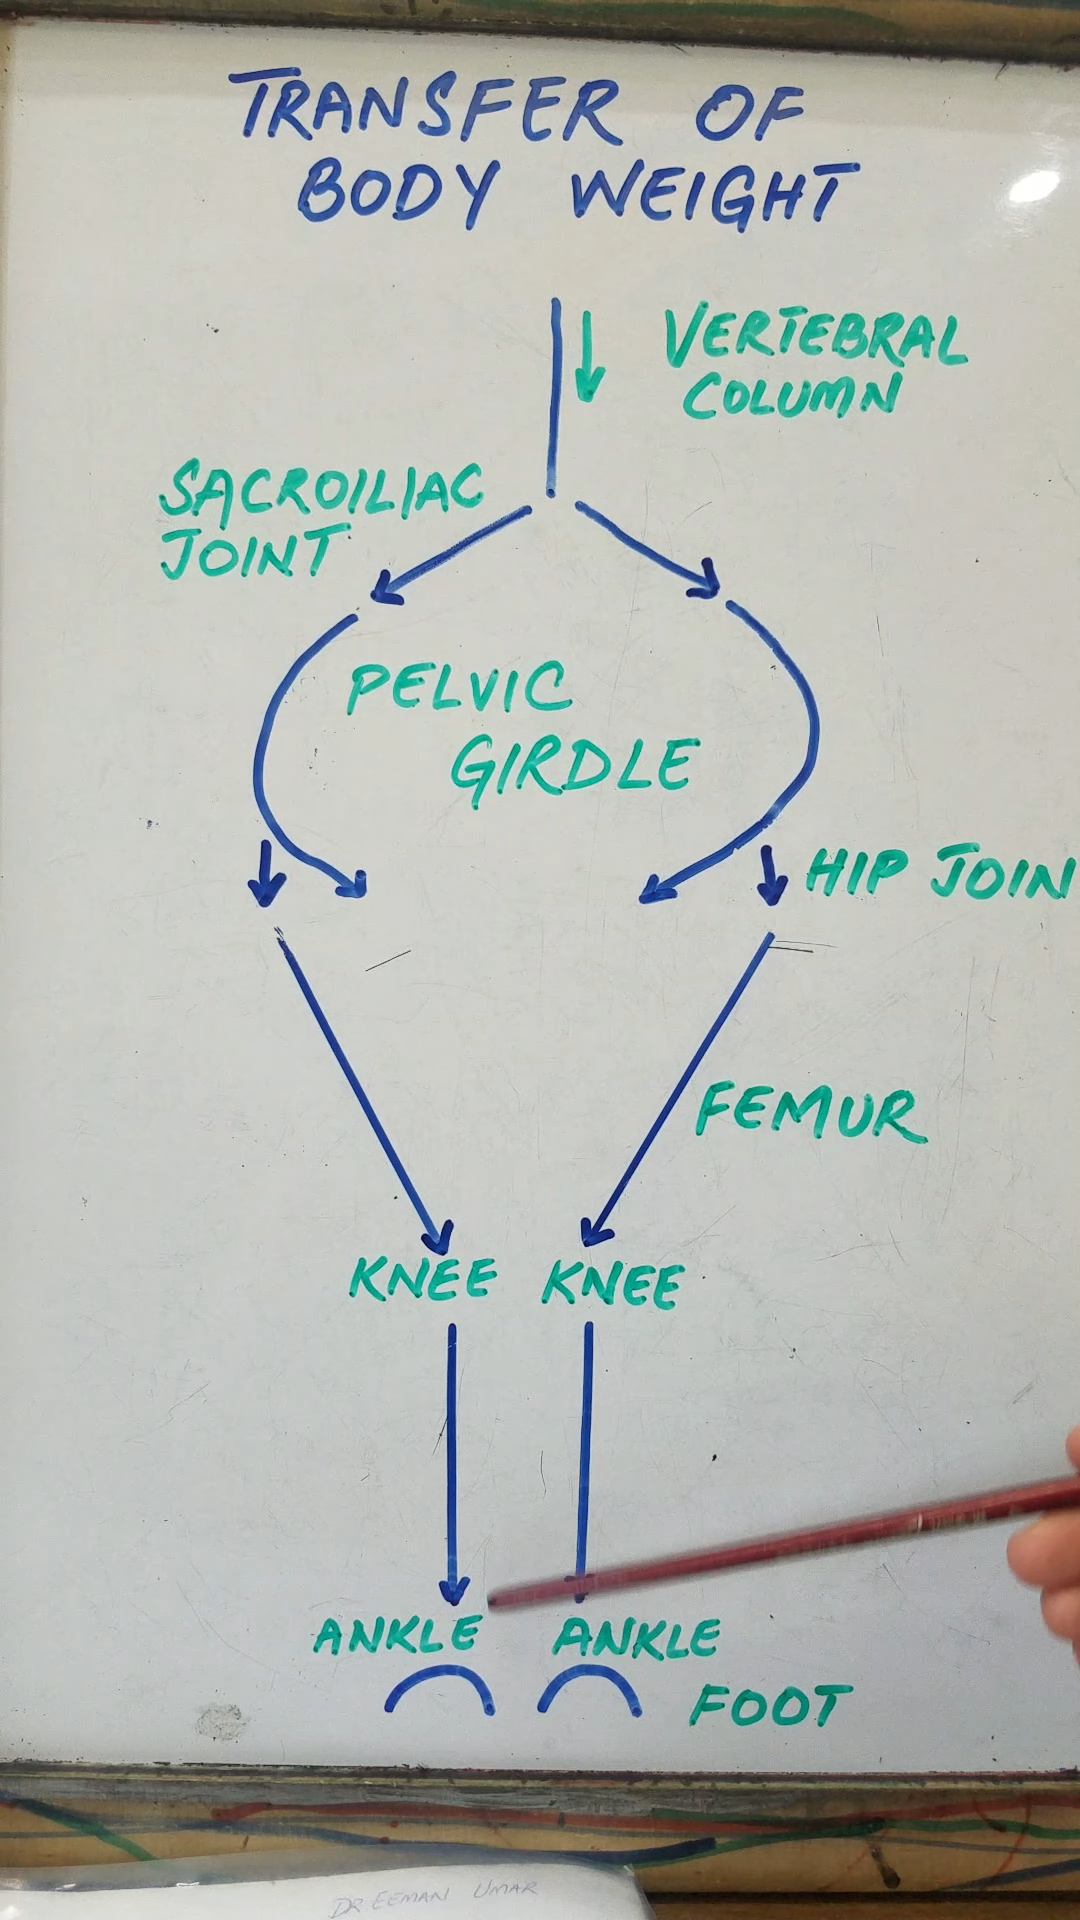 TRANSFER OF
BODY WEIGHT
VERTEBRAL
COLUMN
SACROILIAC
JOINT
PELVIC
GIRDLE
HIP JOIN
FEMUR
KNEE KNEE
ANKLE ANKLE
FOOT
DR.EEMAN UMAR